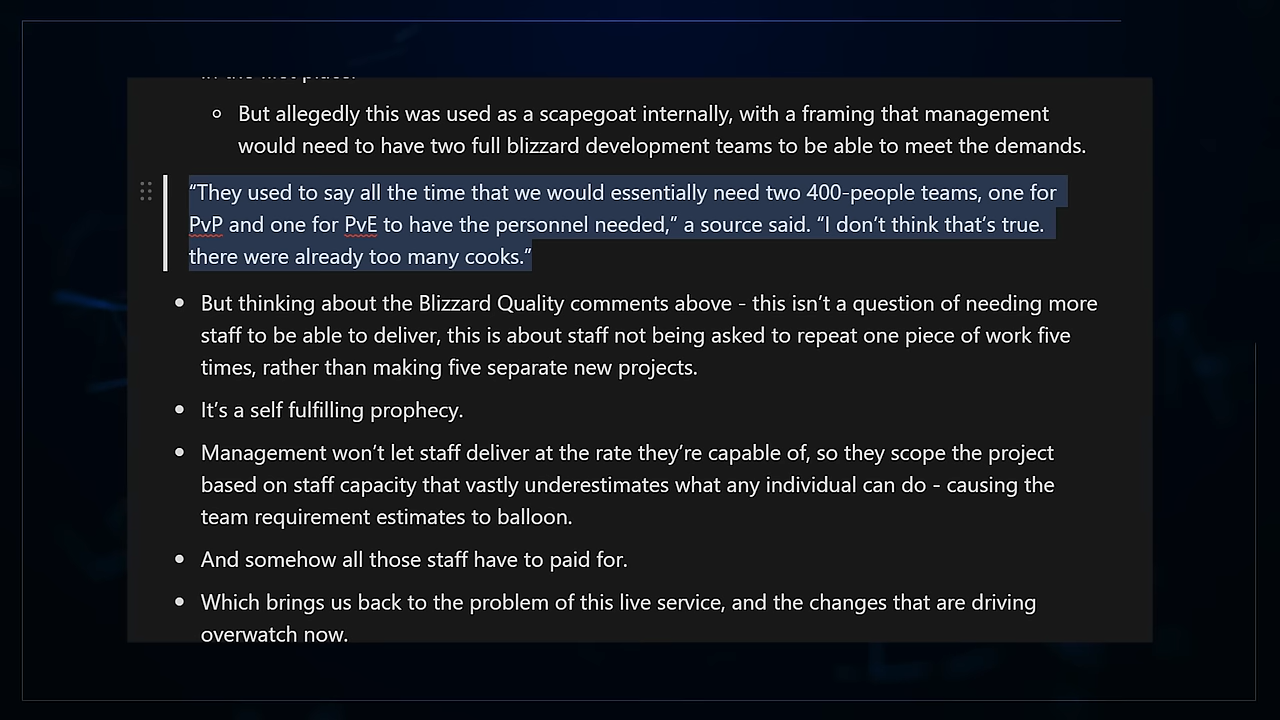 in the first place.
But allegedly this was used as a scapegoat internally, with a framing that management
would need to have two full blizzard development teams to be able to meet the demands.
“They used to say all the time that we would essentially need two 400-people teams, one for
PvP and one for PvE to have the personnel needed,” a source said. “I don’t think that’s true.
there were already too many cooks.”
But thinking about the Blizzard Quality comments above - this isn’t a question of needing more
staff to be able to deliver, this is about staff not being asked to repeat one piece of work five
times, rather than making five separate new projects.
It’s a self fulfilling prophecy.
Management won’t let staff deliver at the rate they’re capable of, so they scope the project
based on staff capacity that vastly underestimates what any individual can do - causing the
team requirement estimates to balloon.
And somehow all those staff have to paid for.
Which brings us back to the problem of this live service, and the changes that are driving
overwatch now.